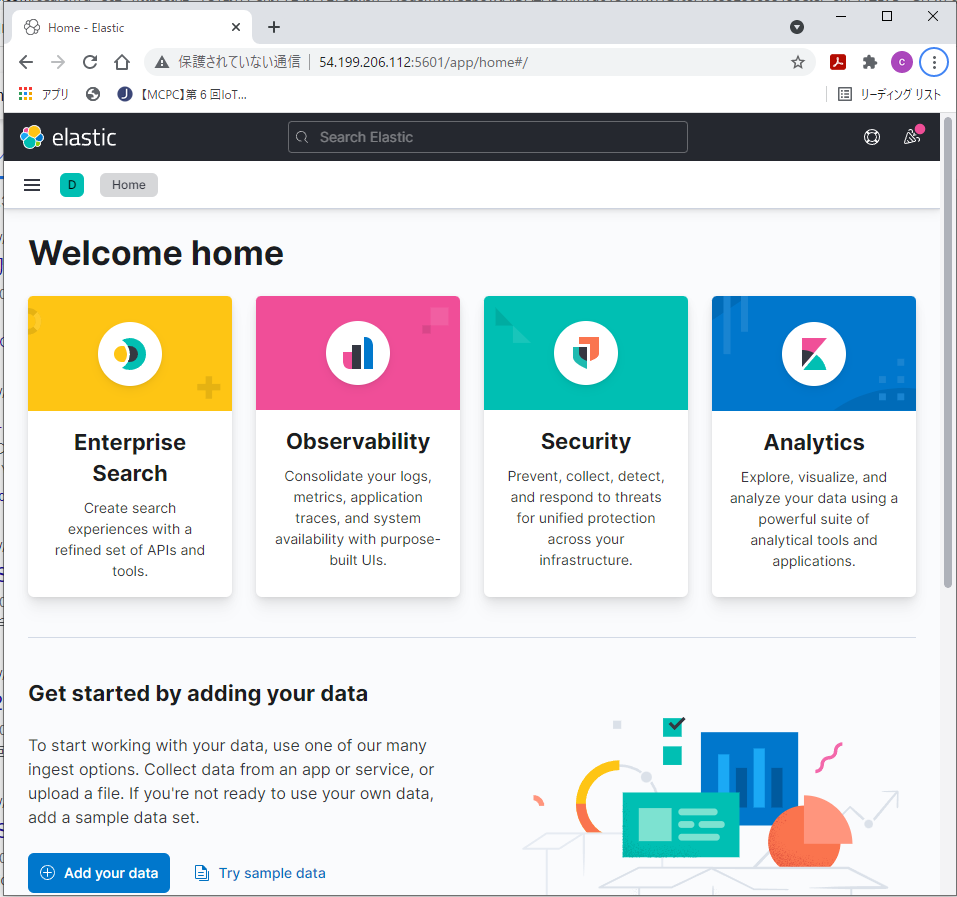 Home - Elastic
保護されていない通信 54.199.206.112:5601/app/home#/
C
アプリ
J 【MCPC】第 6 回IoT...
リーディング リスト
elastic
Search Elastic
D
Home
Welcome home
Enterprise
Search
Create search
experiences with a
refined set of APIs and
tools.
Observability
Consolidate your logs,
metrics, application
traces, and system
availability with purpose-
built UIs.
Security
Prevent, collect, detect,
and respond to threats
for unified protection
across your
infrastructure.
Analytics
Explore, visualize, and
analyze your data using a
powerful suite of
analytical tools and
applications.
Get started by adding your data
To start working with your data, use one of our many
ingest options. Collect data from an app or service, or
upload a file. If you're not ready to use your own data,
add a sample data set.
Add your data
Try sample data